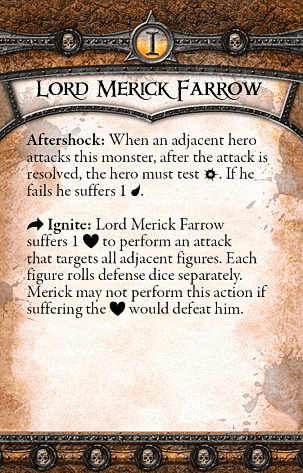 I
Lord Merick Farrow
Aftershock: When an adjacent hero
attacks this monster, after the attack is
resolved, the hero must test . If he
fails he suffers 1 .
Ignite: Lord Merick Farrow
suffers 1 ♥ to perform an attack
that targets all adjacent figures. Each
figure rolls defense dice separately.
Merick may not perform this action if
suffering the ♥ would defeat him.